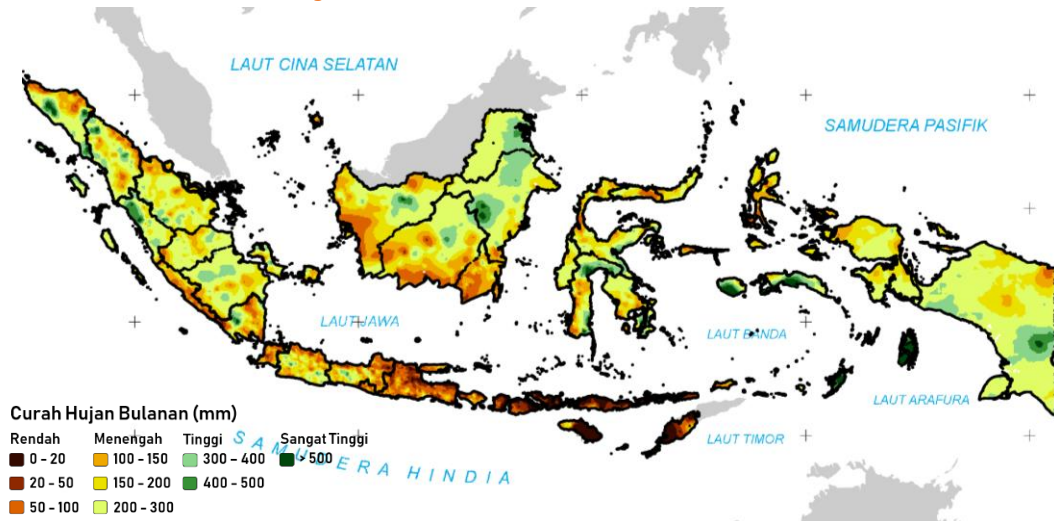 LAUT CINA SELATAN
SAMUDERA PASIFIK
LAUT JAWA
LAUT BANDA
LAUT ARAFURA
LAUT TIMOR
SAMUDERA HINDIA
Curah Hujan Bulanan (mm)
Rendah Menengah Tinggi Sangat Tinggi
0 - 20 100 - 150 300 - 400 > 500
20 - 50 150 - 200 400 - 500
50 - 100 200 - 300